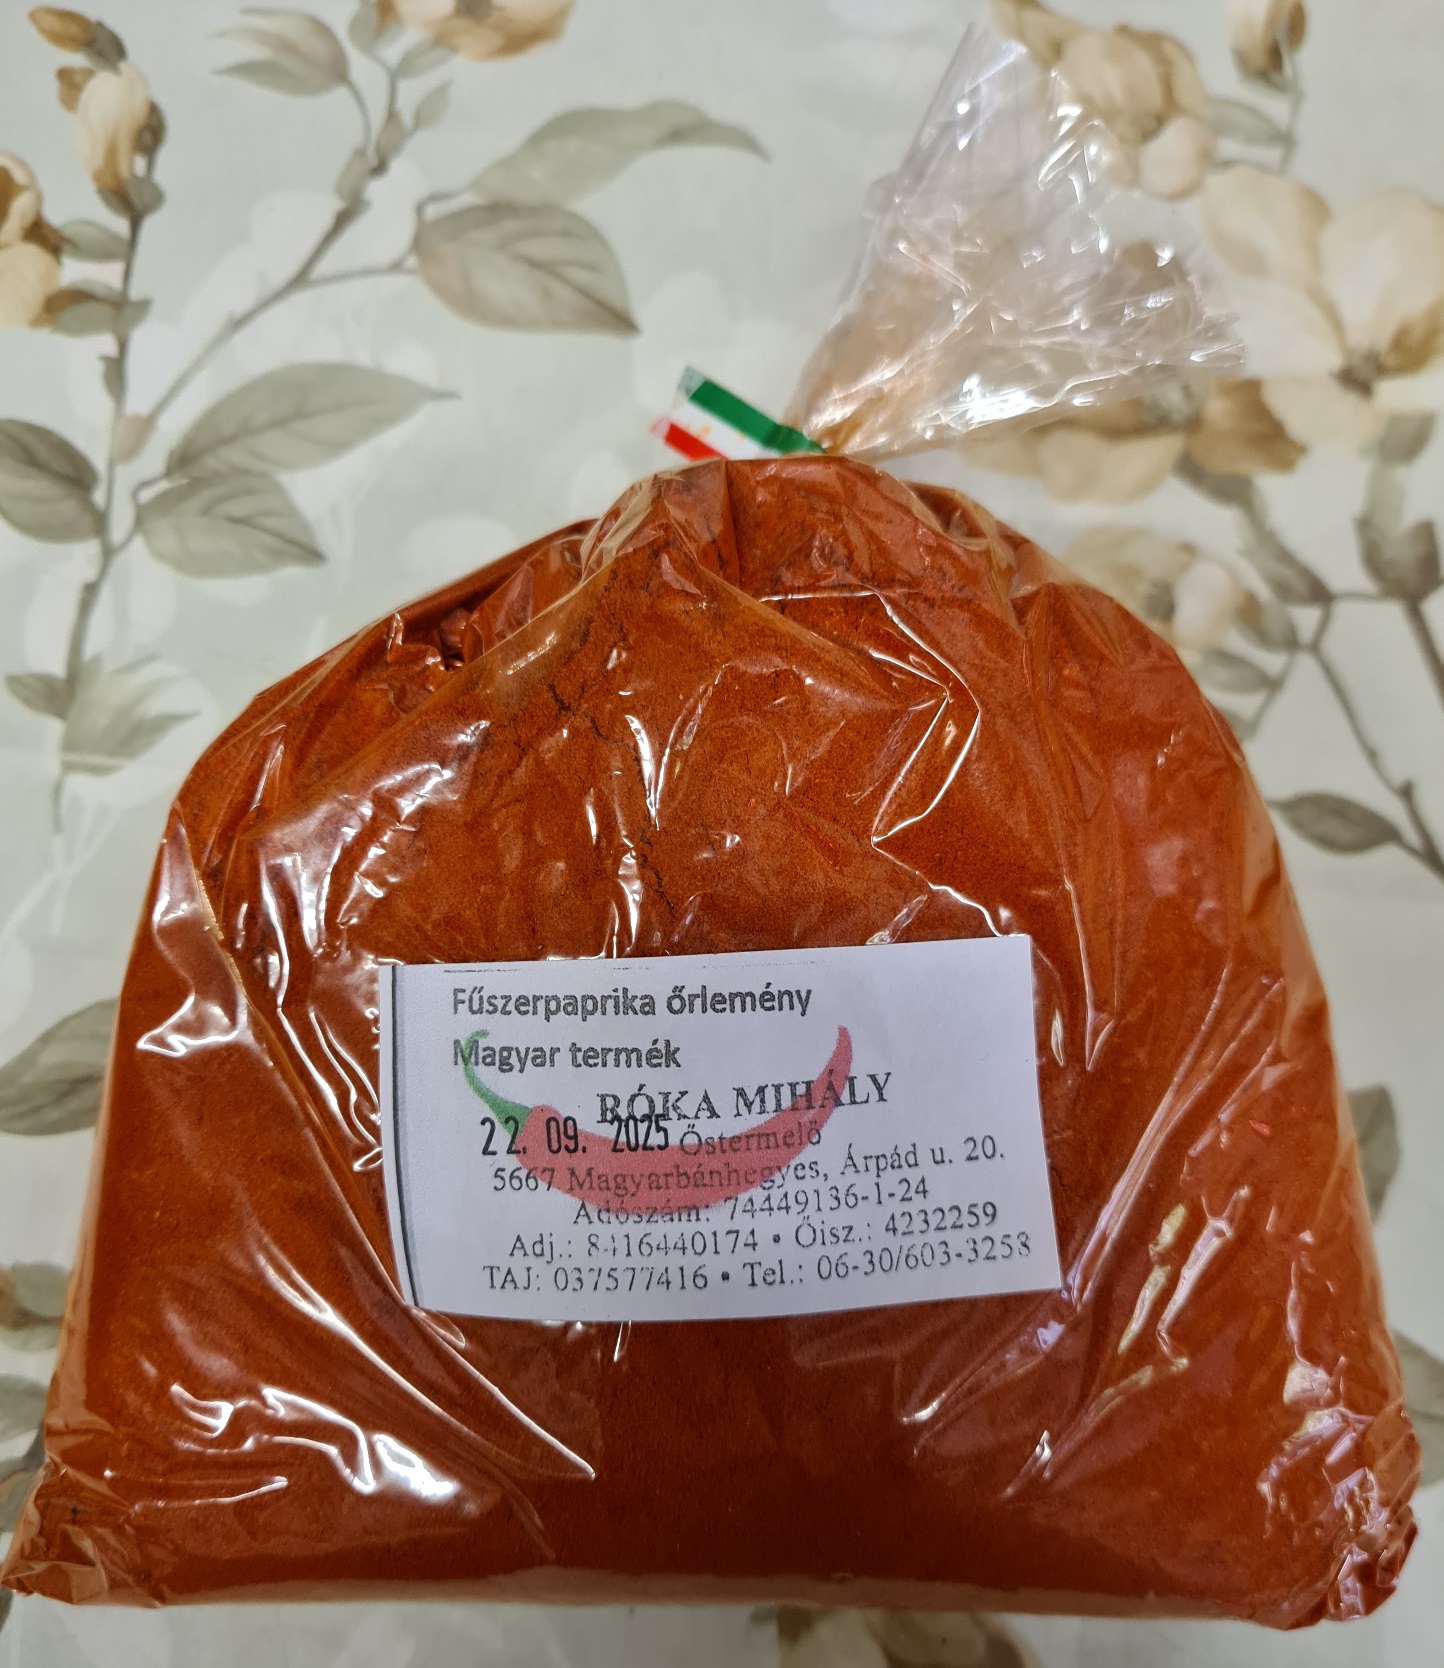 Fűszerpaprika őrlemény
Magyar termék
RÓKA MIHÁLY
22. 09. 2025 Őstermelő
5667 Magyarbánhegyes, Árpád u. 20.
Adószám: 74449136-1-24
Adj.: 8416440174 • Őisz.: 4232259
TAJ: 037577416 • Tel.: 06-30/603-3258